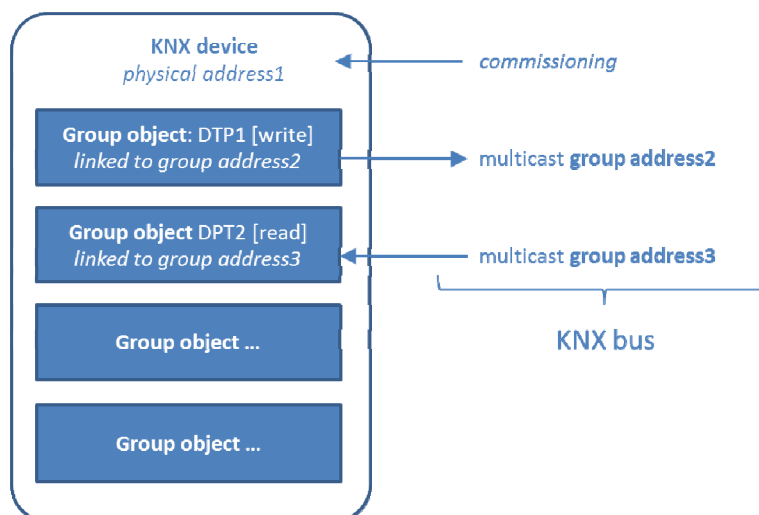 KNX device
physical address1
commissioning
Group object: DTP1 [write]
linked to group address2
multicast group address2
Group object DPT2 [read]
linked to group address3
multicast group address3
KNX bus
Group object ...
Group object ...